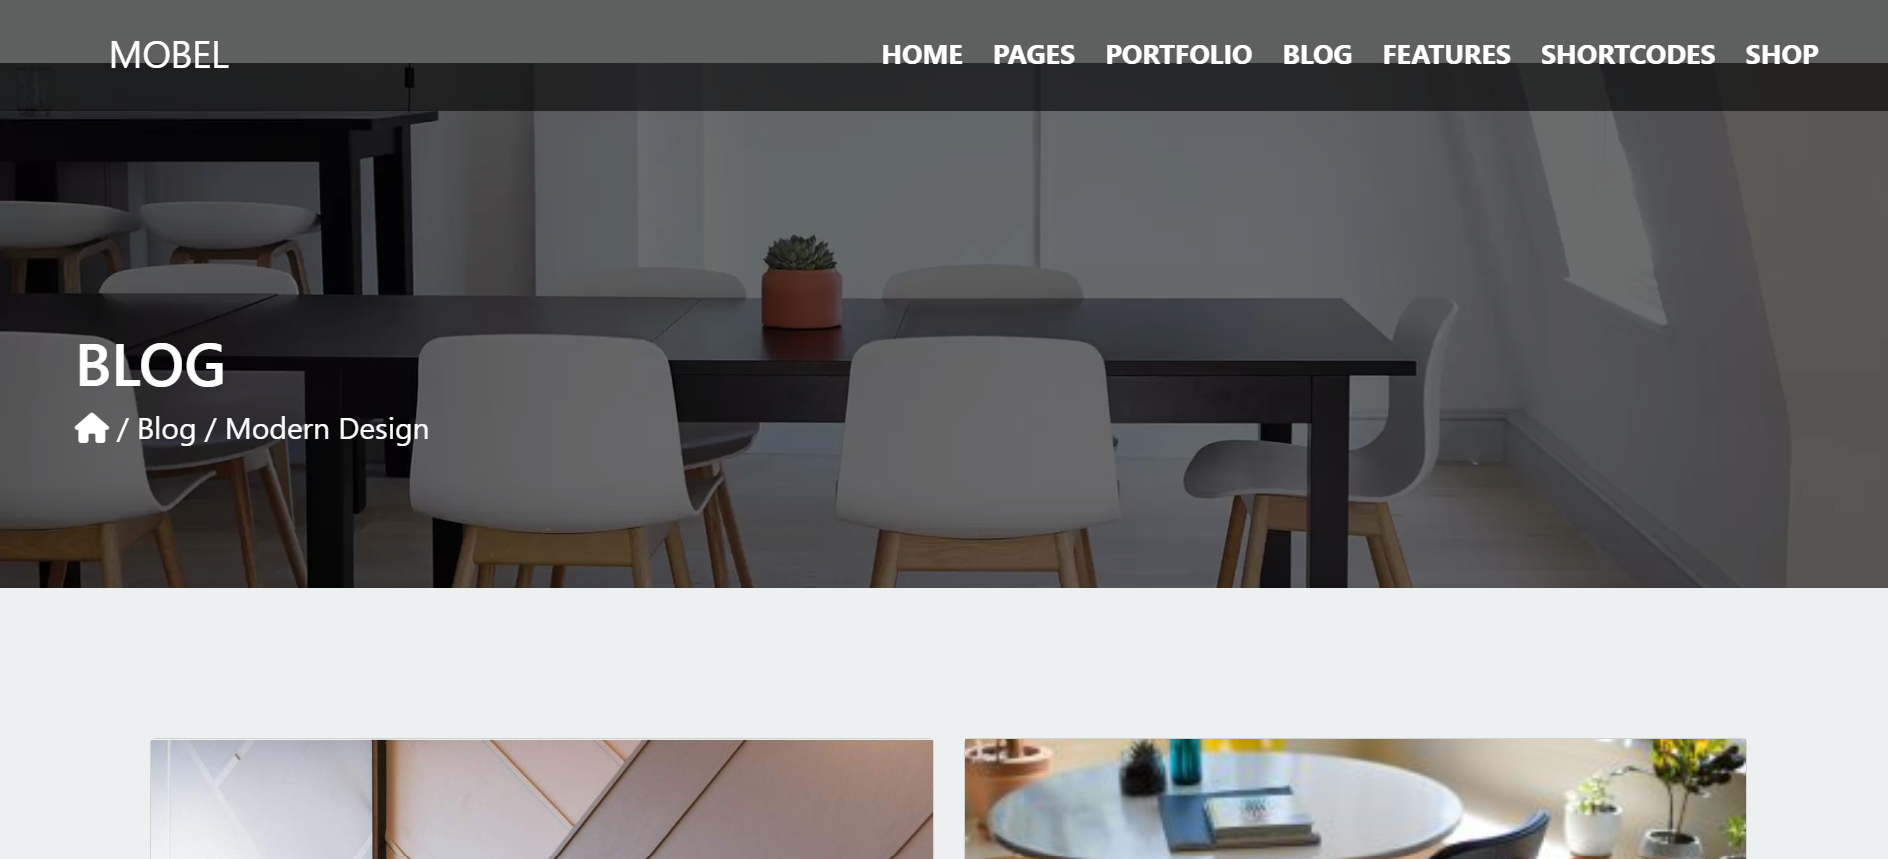 MOBEL
HOME PAGES PORTFOLIO BLOG FEATURES SHORTCODES SHOP
BLOG
/ Blog / Modern Design